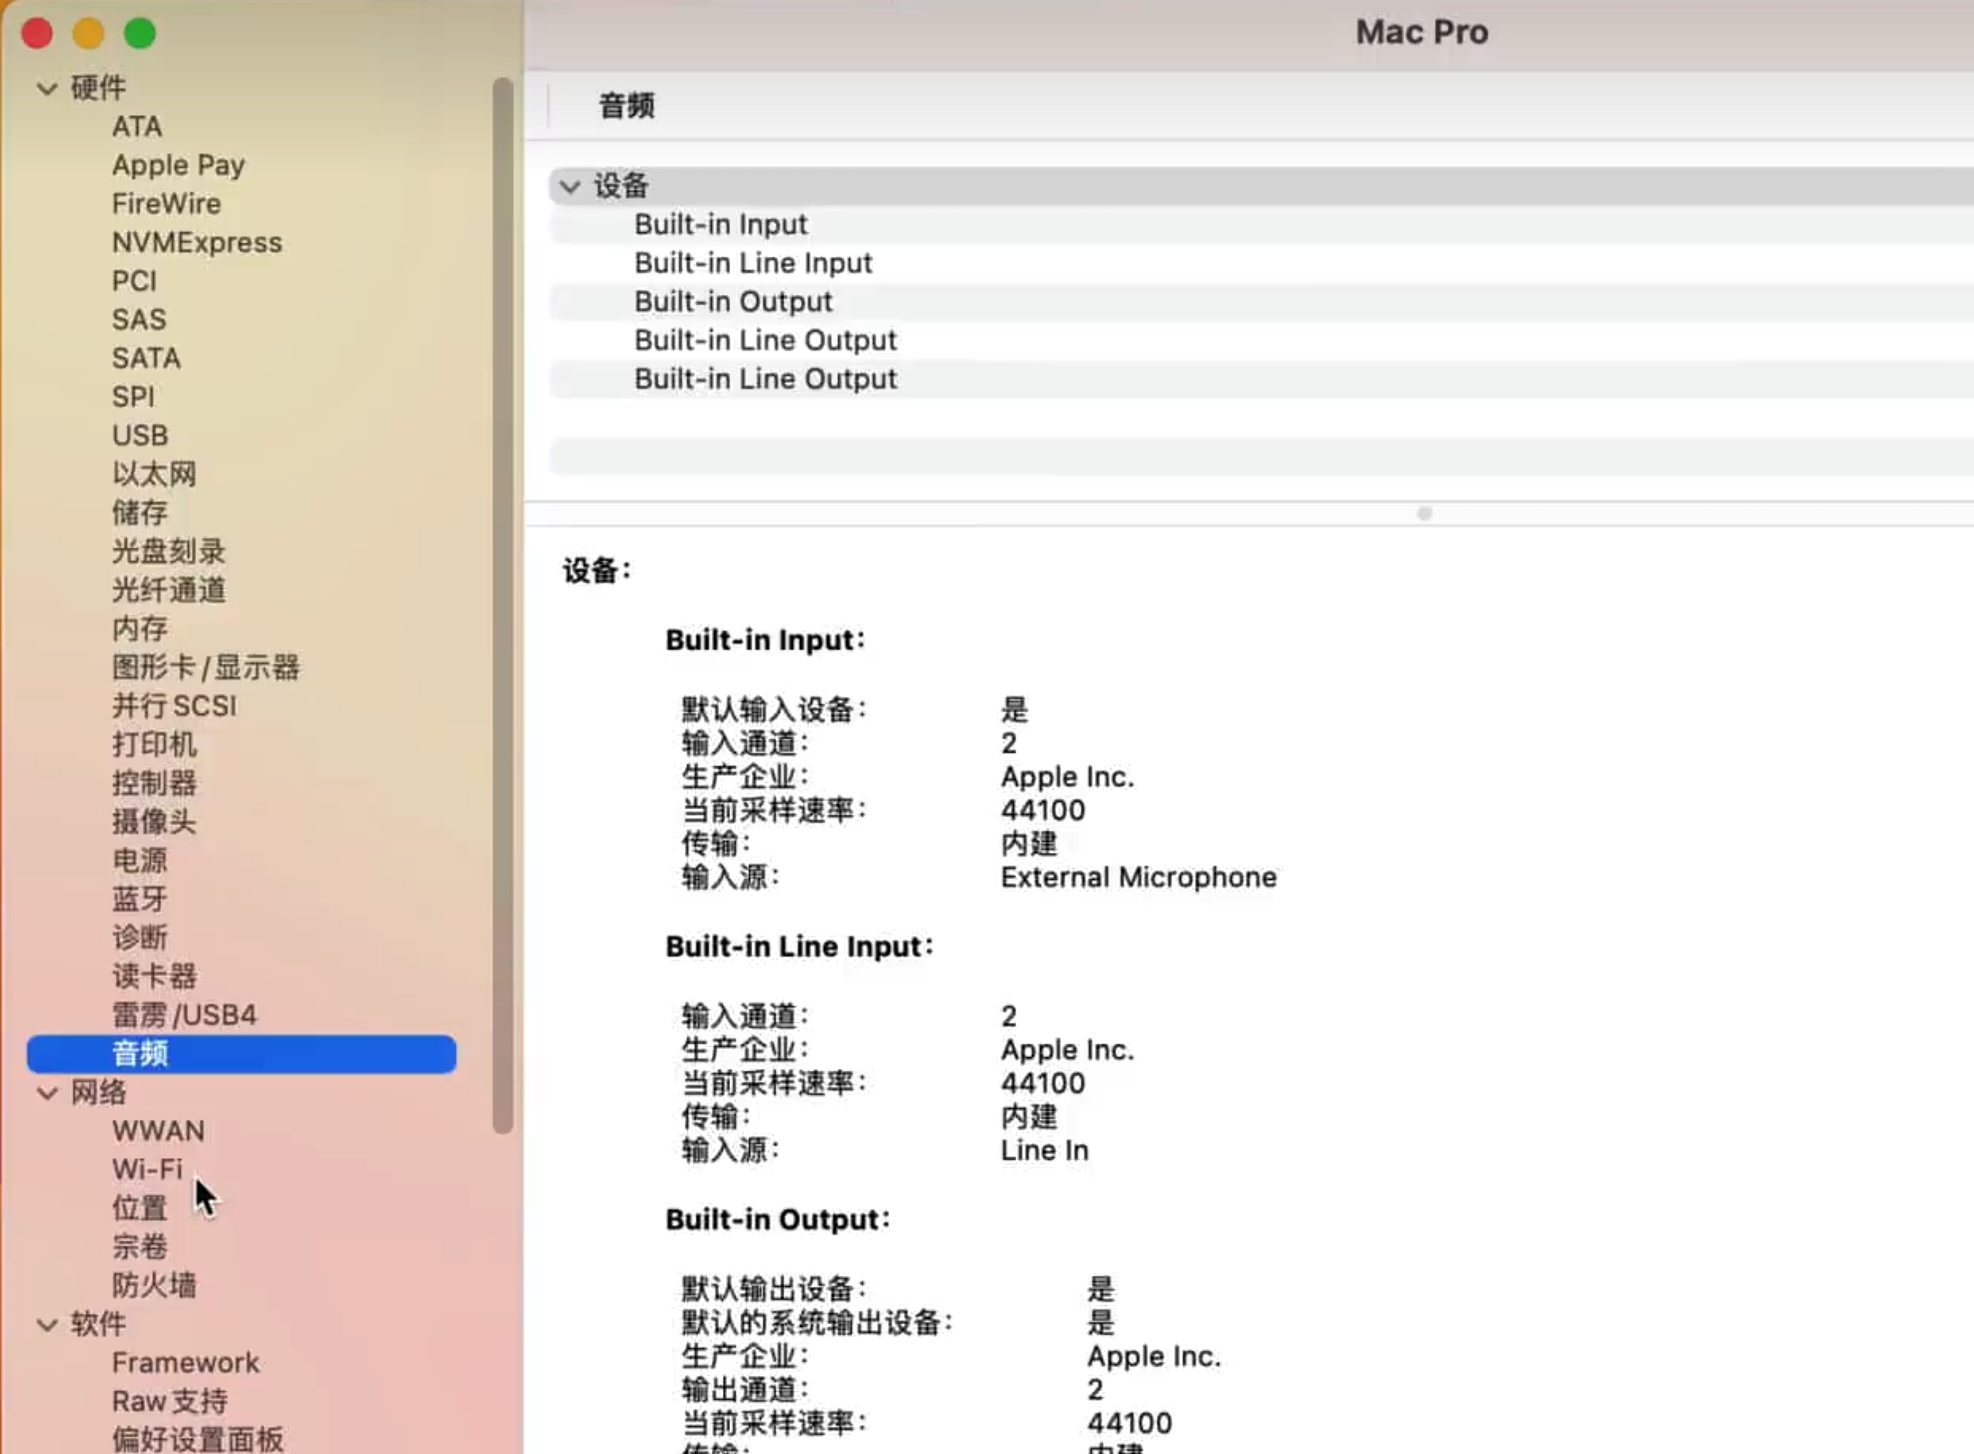 Mac Pro
硬件
ATA
Apple Pay
FireWire
NVMExpress
PCI
SAS
SATA
SPI
USB
以太网
储存
光盘刻录
光纤通道
内存
图形卡/显示器
并行SCSI
打印机
控制器
摄像头
电源
蓝牙
诊断
读卡器
雷雳/USB4
音频
网络
WWAN
Wi-Fi
位置
宗卷
防火墙
软件
Framework
Raw支持
偏好设置面板
音频
设备
Built-in Input
Built-in Line Input
Built-in Output
Built-in Line Output
Built-in Line Output
设备：
Built-in Input：
默认输入设备： 是
输入通道： 2
生产企业： Apple Inc.
当前采样速率： 44100
传输： 内建
输入源： External Microphone
Built-in Line Input：
输入通道： 2
生产企业： Apple Inc.
当前采样速率： 44100
传输： 内建
输入源： Line In
Built-in Output：
默认输出设备： 是
默认的系统输出设备： 是
生产企业： Apple Inc.
输出通道： 2
当前采样速率： 44100
传输： 内建